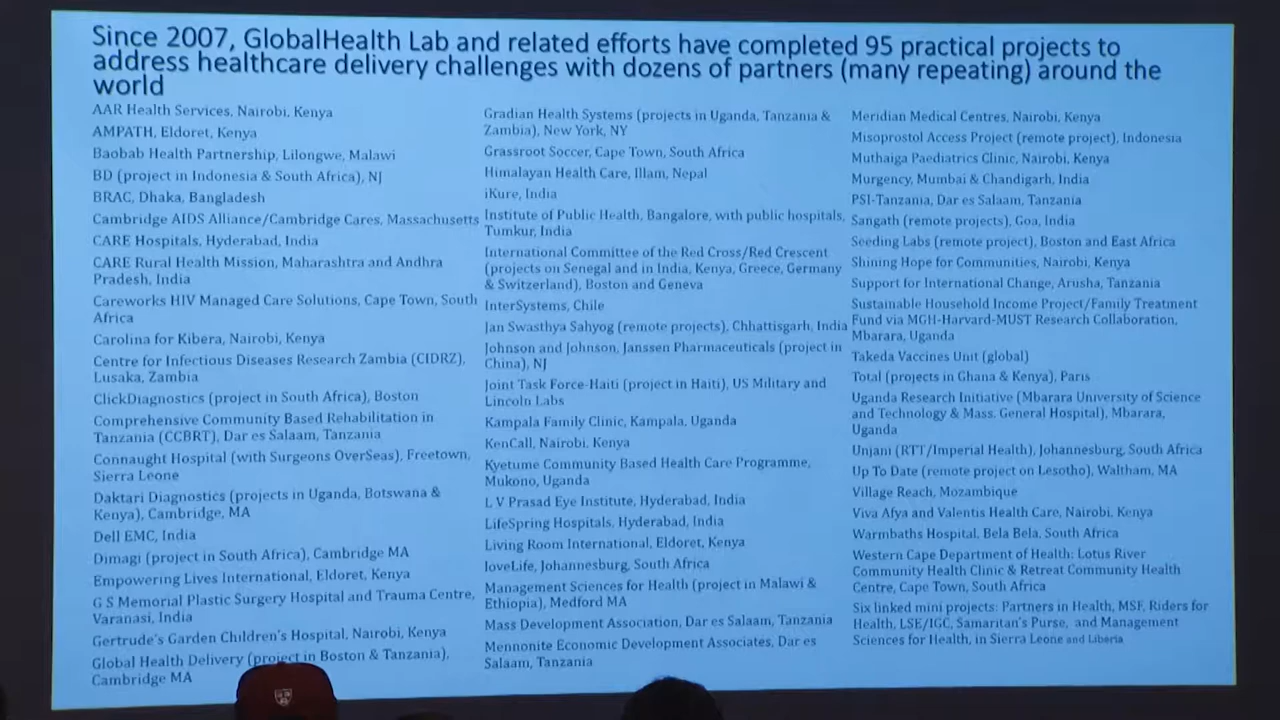 Since 2007, GlobalHealth Lab and related efforts have completed 95 practical projects to
address healthcare delivery challenges with dozens of partners (many repeating) around the
world
AAR Health Services, Nairobi, Kenya
AMPATH, Eldoret, Kenya
Baobab Health Partnership, Lilongwe, Malawi
BD (project in Indonesia & South Africa), NJ
BRAC, Dhaka, Bangladesh
Cambridge AIDS Alliance/Cambridge Cares, Massachusetts
CARE Hospitals, Hyderabad, India
CARE Rural Health Mission, Maharashtra and Andhra
Pradesh, India
Careworks HIV Managed Care Solutions, Cape Town, South
Africa
Carolina for Kibera, Nairobi, Kenya
Centre for Infectious Diseases Research Zambia (CIDRZ),
Lusaka, Zambia
ClickDiagnostics (project in South Africa), Boston
Comprehensive Community Based Rehabilitation in
Tanzania (CCBRT), Dar es Salaam, Tanzania
Connaught Hospital (with Surgeons OverSeas), Freetown,
Sierra Leone
Daktari Diagnostics (projects in Uganda, Botswana &
Kenya), Cambridge, MA
Dell EMC, India
Dimagi (project in South Africa), Cambridge MA
Empowering Lives International, Eldoret, Kenya
G S Memorial Plastic Surgery Hospital and Trauma Centre,
Varanasi, India
Gertrude's Garden Children's Hospital, Nairobi, Kenya
Global Health Delivery (project in Boston & Tanzania),
Cambridge MA
Gradian Health Systems (projects in Uganda, Tanzania &
Zambia), New York, NY
Grassroot Soccer, Cape Town, South Africa
Himalayan Health Care, Illam, Nepal
iKure, India
Institute of Public Health, Bangalore, with public hospitals,
Tumkur, India
International Committee of the Red Cross/Red Crescent
(projects on Senegal and in India, Kenya, Greece, Germany
& Switzerland), Boston and Geneva
InterSystems, Chile
Jan Swasthya Sahyog (remote projects), Chhattisgarh, India
Johnson and Johnson, Janssen Pharmaceuticals (project in
China), NJ
Joint Task Force-Haiti (project in Haiti), US Military and
Lincoln Labs
Kampala Family Clinic, Kampala, Uganda
KenCall, Nairobi, Kenya
Kyetume Community Based Health Care Programme,
Mukono, Uganda
L V Prasad Eye Institute, Hyderabad, India
LifeSpring Hospitals, Hyderabad, India
Living Room International, Eldoret, Kenya
loveLife, Johannesburg, South Africa
Management Sciences for Health (project in Malawi &
Ethiopia), Medford MA
Mass Development Association, Dar es Salaam, Tanzania
Mennonite Economic Development Associates, Dar es
Salaam, Tanzania
Meridian Medical Centres, Nairobi, Kenya
Misoprostol Access Project (remote project), Indonesia
Muthaiga Paediatrics Clinic, Nairobi, Kenya
Murgency, Mumbai & Chandigarh, India
PSI-Tanzania, Dar es Salaam, Tanzania
Sangath (remote projects), Goa, India
Seeding Labs (remote project), Boston and East Africa
Shining Hope for Communities, Nairobi, Kenya
Support for International Change, Arusha, Tanzania
Sustainable Household Income Project/Family Treatment
Fund via MGH-Harvard-MUST Research Collaboration,
Mbarara, Uganda
Takeda Vaccines Unit (global)
Total (projects in Ghana & Kenya), Paris
Uganda Research Initiative (Mbarara University of Science
and Technology & Mass. General Hospital), Mbarara,
Uganda
Unjani (RTT/Imperial Health), Johannesburg, South Africa
Up To Date (remote project on Lesotho), Waltham, MA
Village Reach, Mozambique
Viva Afya and Valentis Health Care, Nairobi, Kenya
Warmbaths Hospital, Bela Bela, South Africa
Western Cape Department of Health: Lotus River
Community Health Clinic & Retreat Community Health
Centre, Cape Town, South Africa
Six linked mini projects: Partners in Health, MSF, Riders for
Health, LSE/IGC, Samaritan's Purse, and Management
Sciences for Health, in Sierra Leone and Liberia